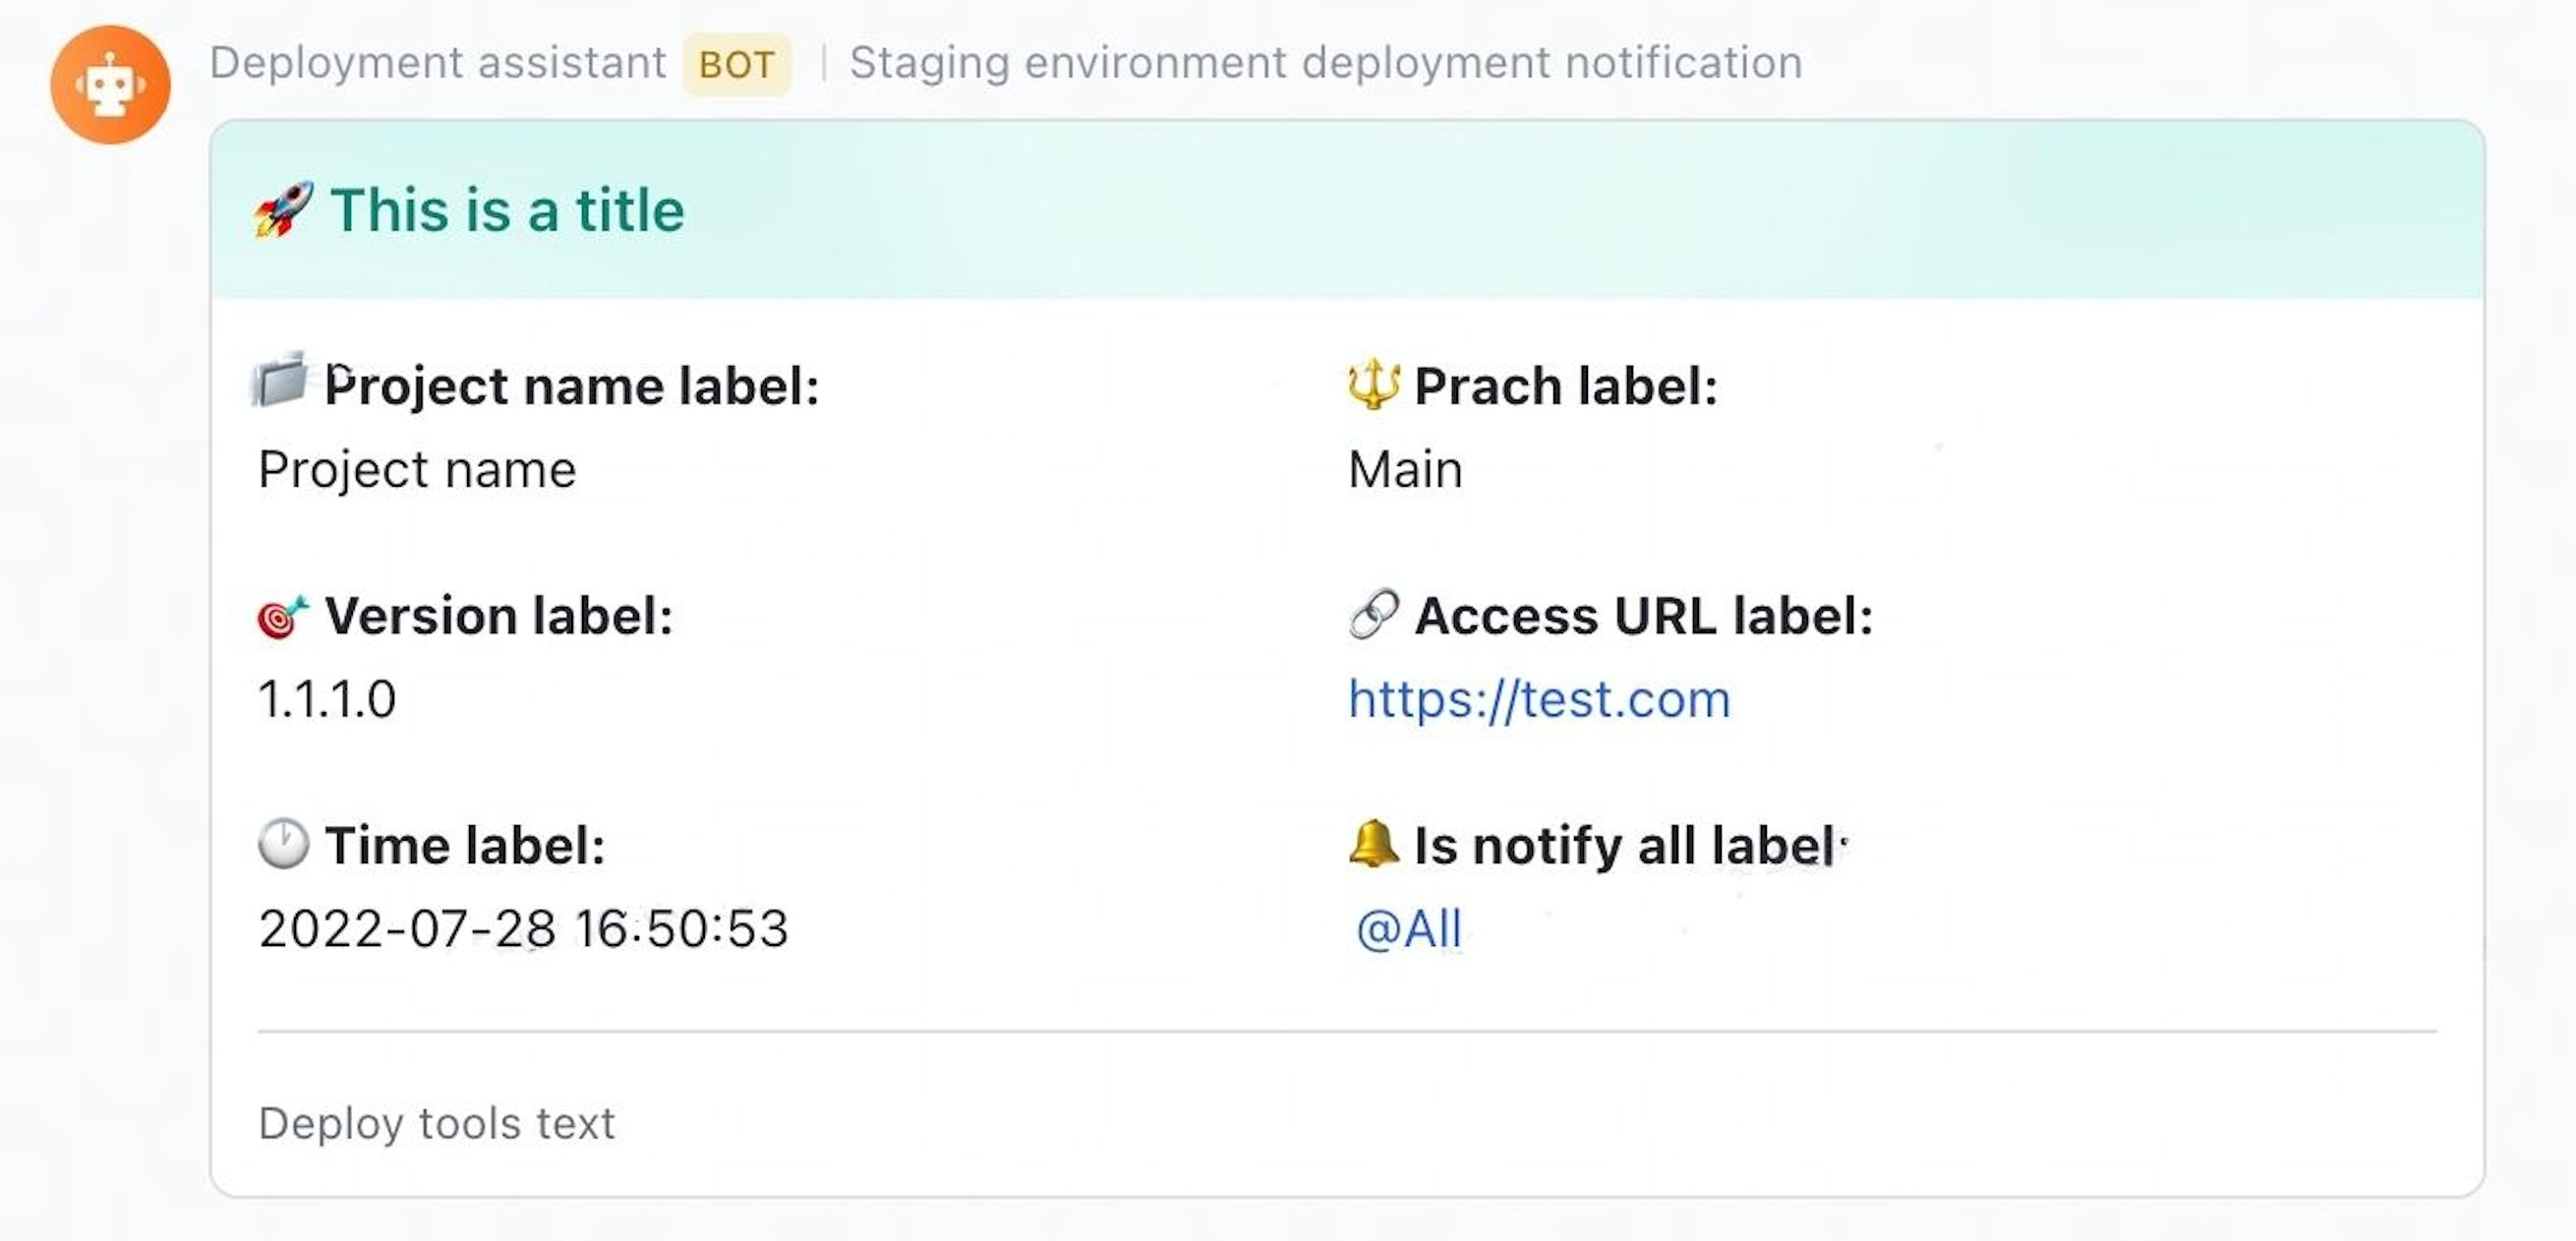 Deployment assistant BOT | Staging environment deployment notification
🚀 This is a title
Project name label:
Project name
Prach label:
Main
Version label:
1.1.1.0
Access URL label:
https://test.com
Time label:
2022-07-28 16:50:53
Is notify all label:
@All
Deploy tools text